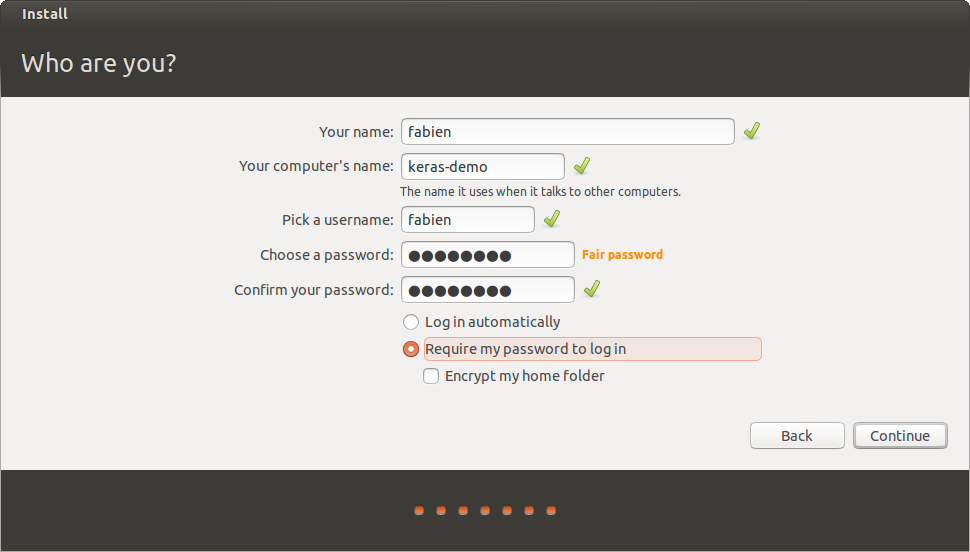 Install
Who are you?
Your name: fabien
Your computer's name: keras-demo
The name it uses when it talks to other computers.
Pick a username: fabien
Choose a password: ●●●●●●●● Fair password
Confirm your password: ●●●●●●●●
Log in automatically
Require my password to log in
Encrypt my home folder
Back Continue